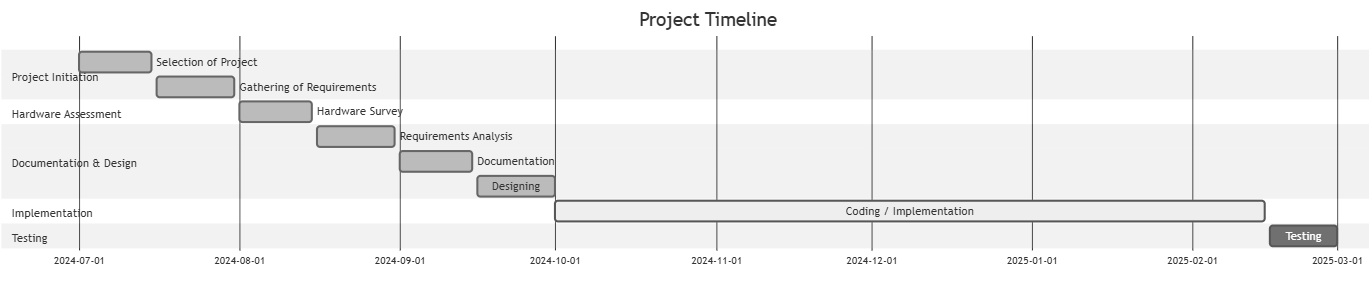 Project Timeline
Selection of Project
Project Initiation
Gathering of Requirements
Hardware Assessment
Hardware Survey
Requirements Analysis
Documentation & Design
Documentation
Designing
Implementation
Coding / Implementation
Testing
Testing
2024-07-01
2024-08-01
2024-09-01
2024-10-01
2024-11-01
2024-12-01
2025-01-01
2025-02-01
2025-03-01